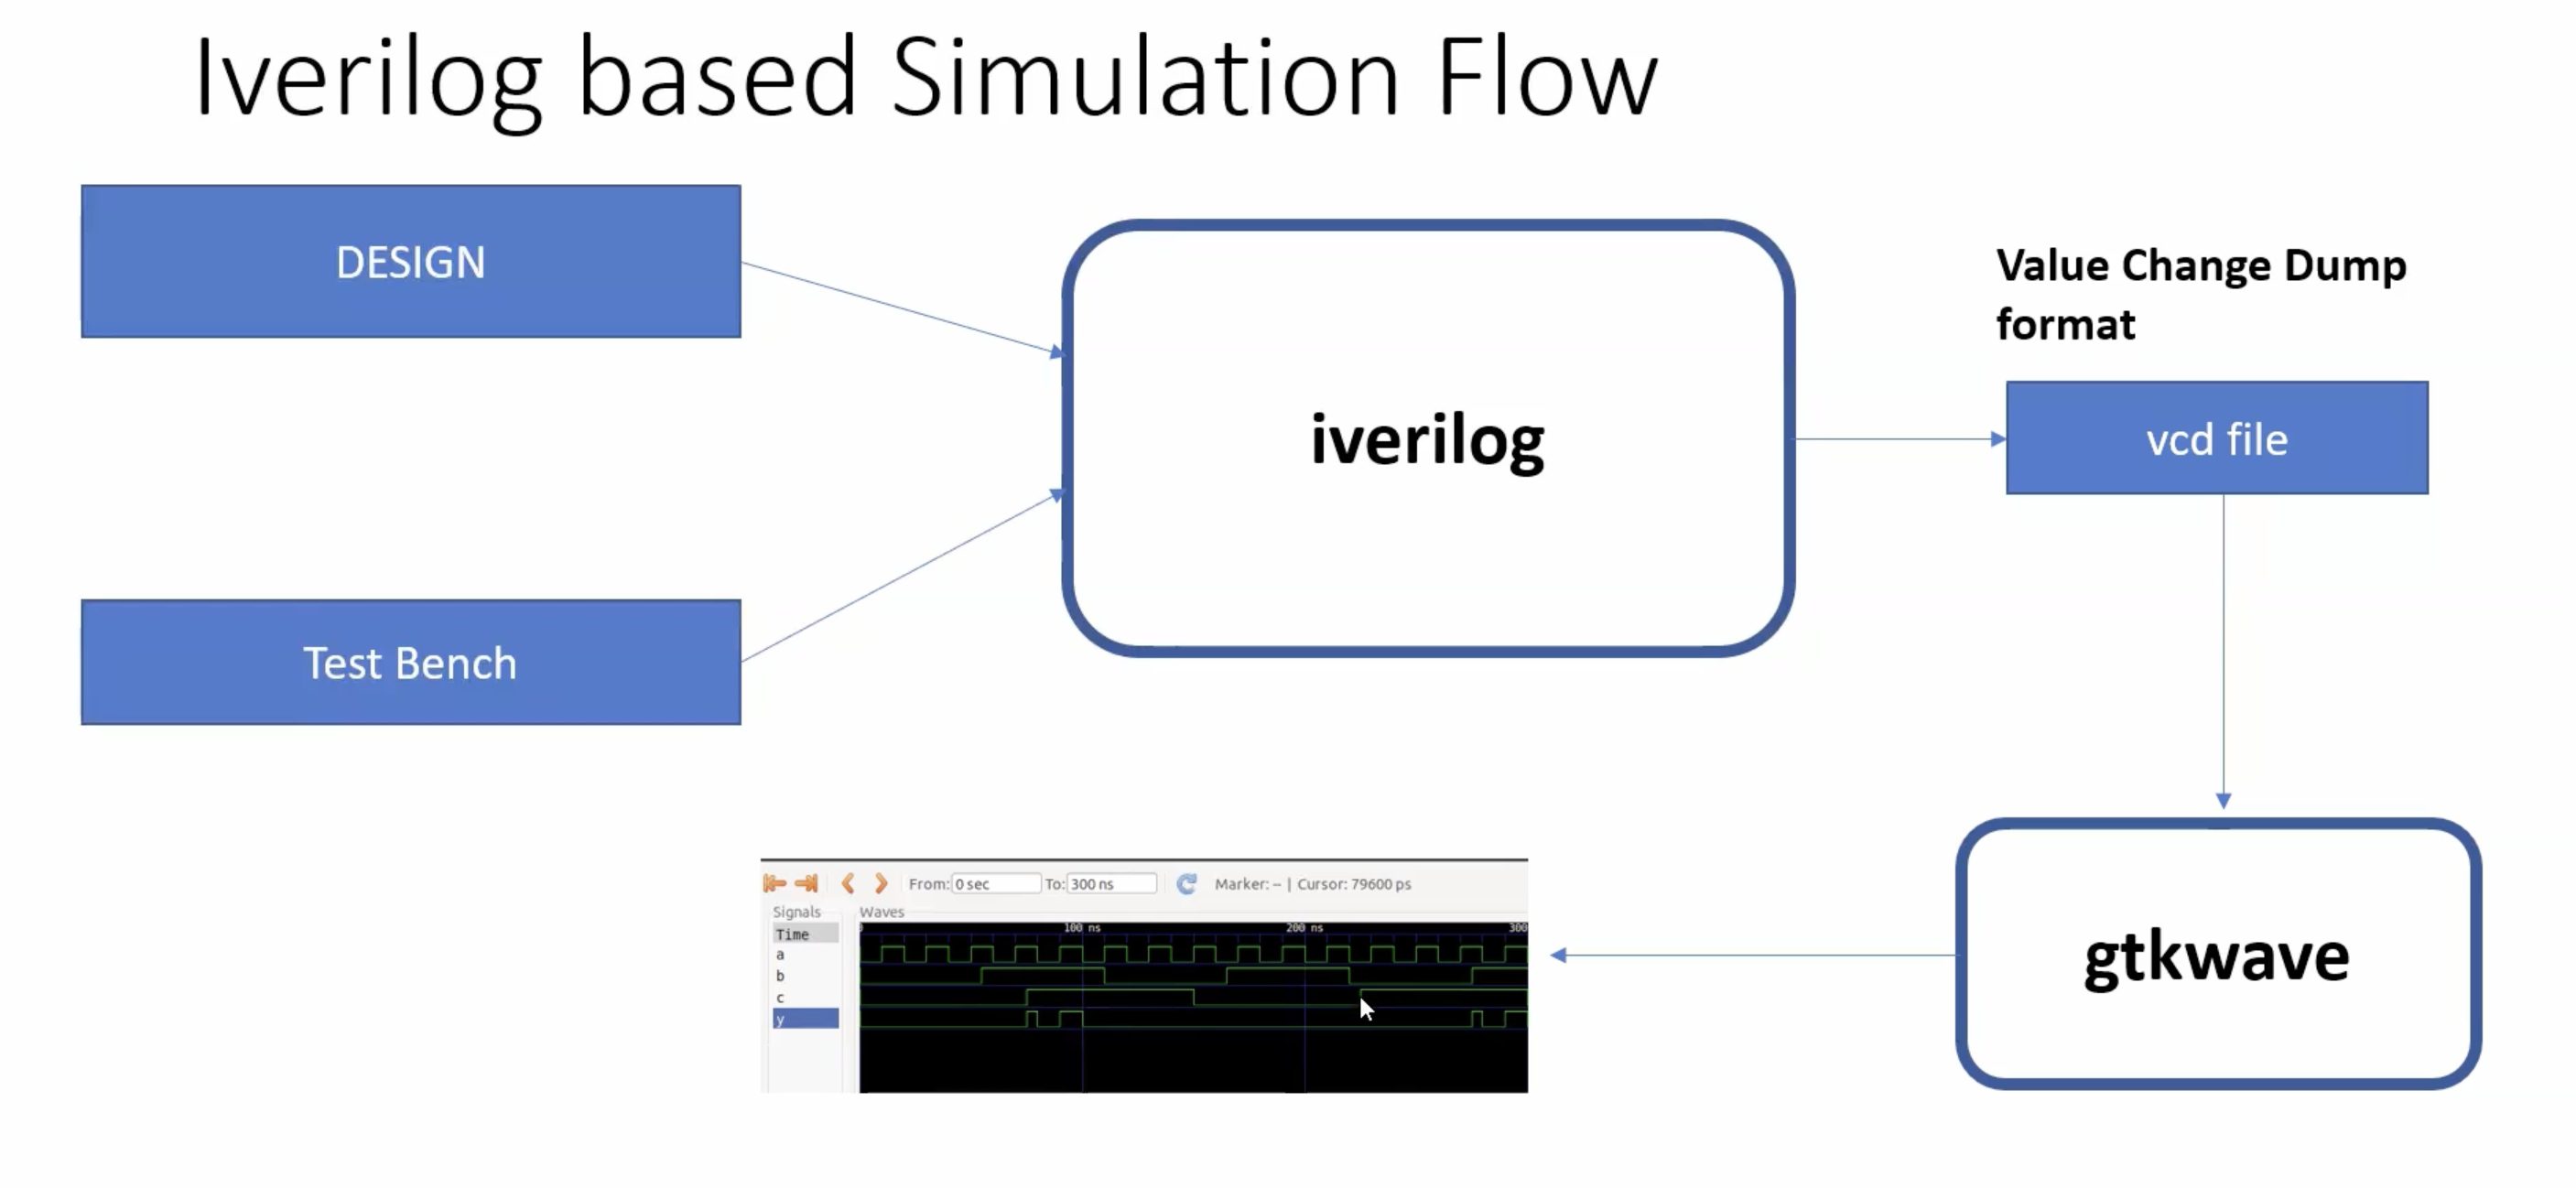 Iverilog based Simulation Flow
DESIGN
Test Bench
iverilog
Value Change Dump
format
vcd file
gtkwave
From: 0 sec To: 300 ns Marker: -- | Cursor: 79600 ps
Signals Waves
Time 0 100 ns 200 ns 300
a
b
c
y